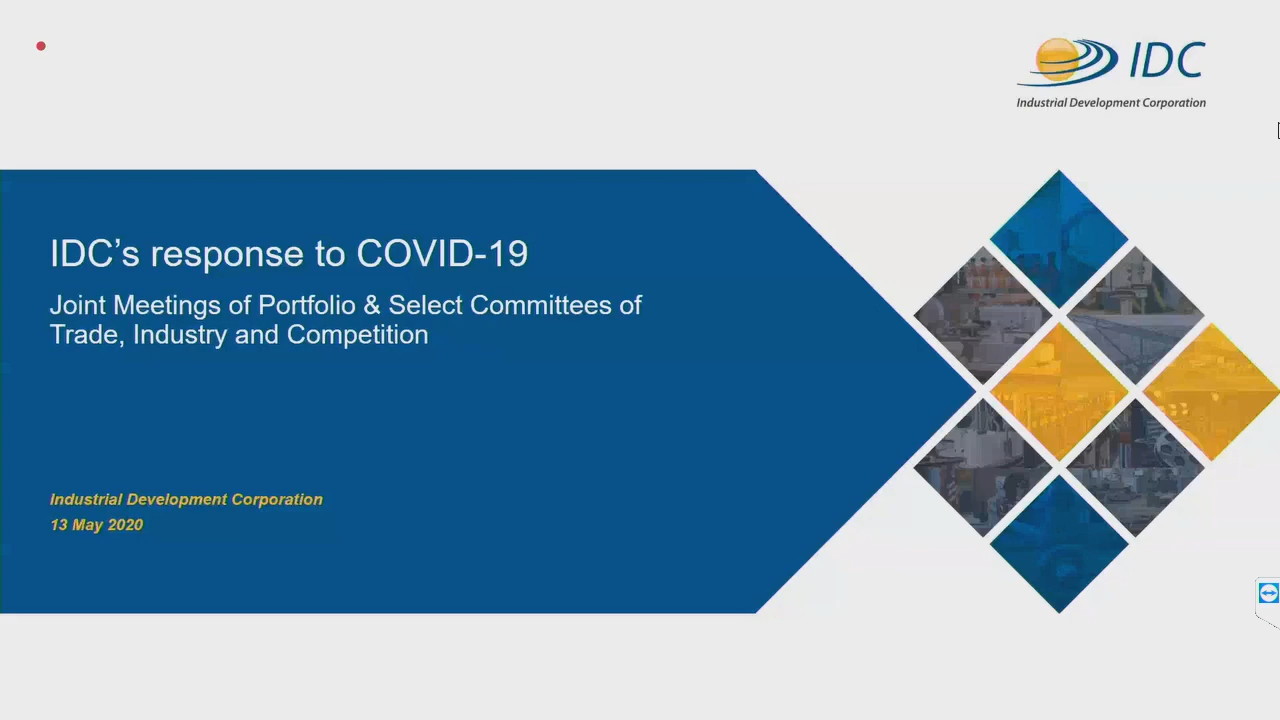 IDC
Industrial Development Corporation
IDC’s response to COVID-19
Joint Meetings of Portfolio & Select Committees of
Trade, Industry and Competition
Industrial Development Corporation
13 May 2020